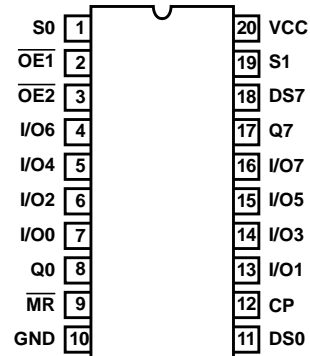 S0 1 20 VCC
OE1 2 19 S1
OE2 3 18 DS7
I/O6 4 17 Q7
I/O4 5 16 I/O7
I/O2 6 15 I/O5
I/O0 7 14 I/O3
Q0 8 13 I/O1
MR 9 12 CP
GND 10 11 DS0